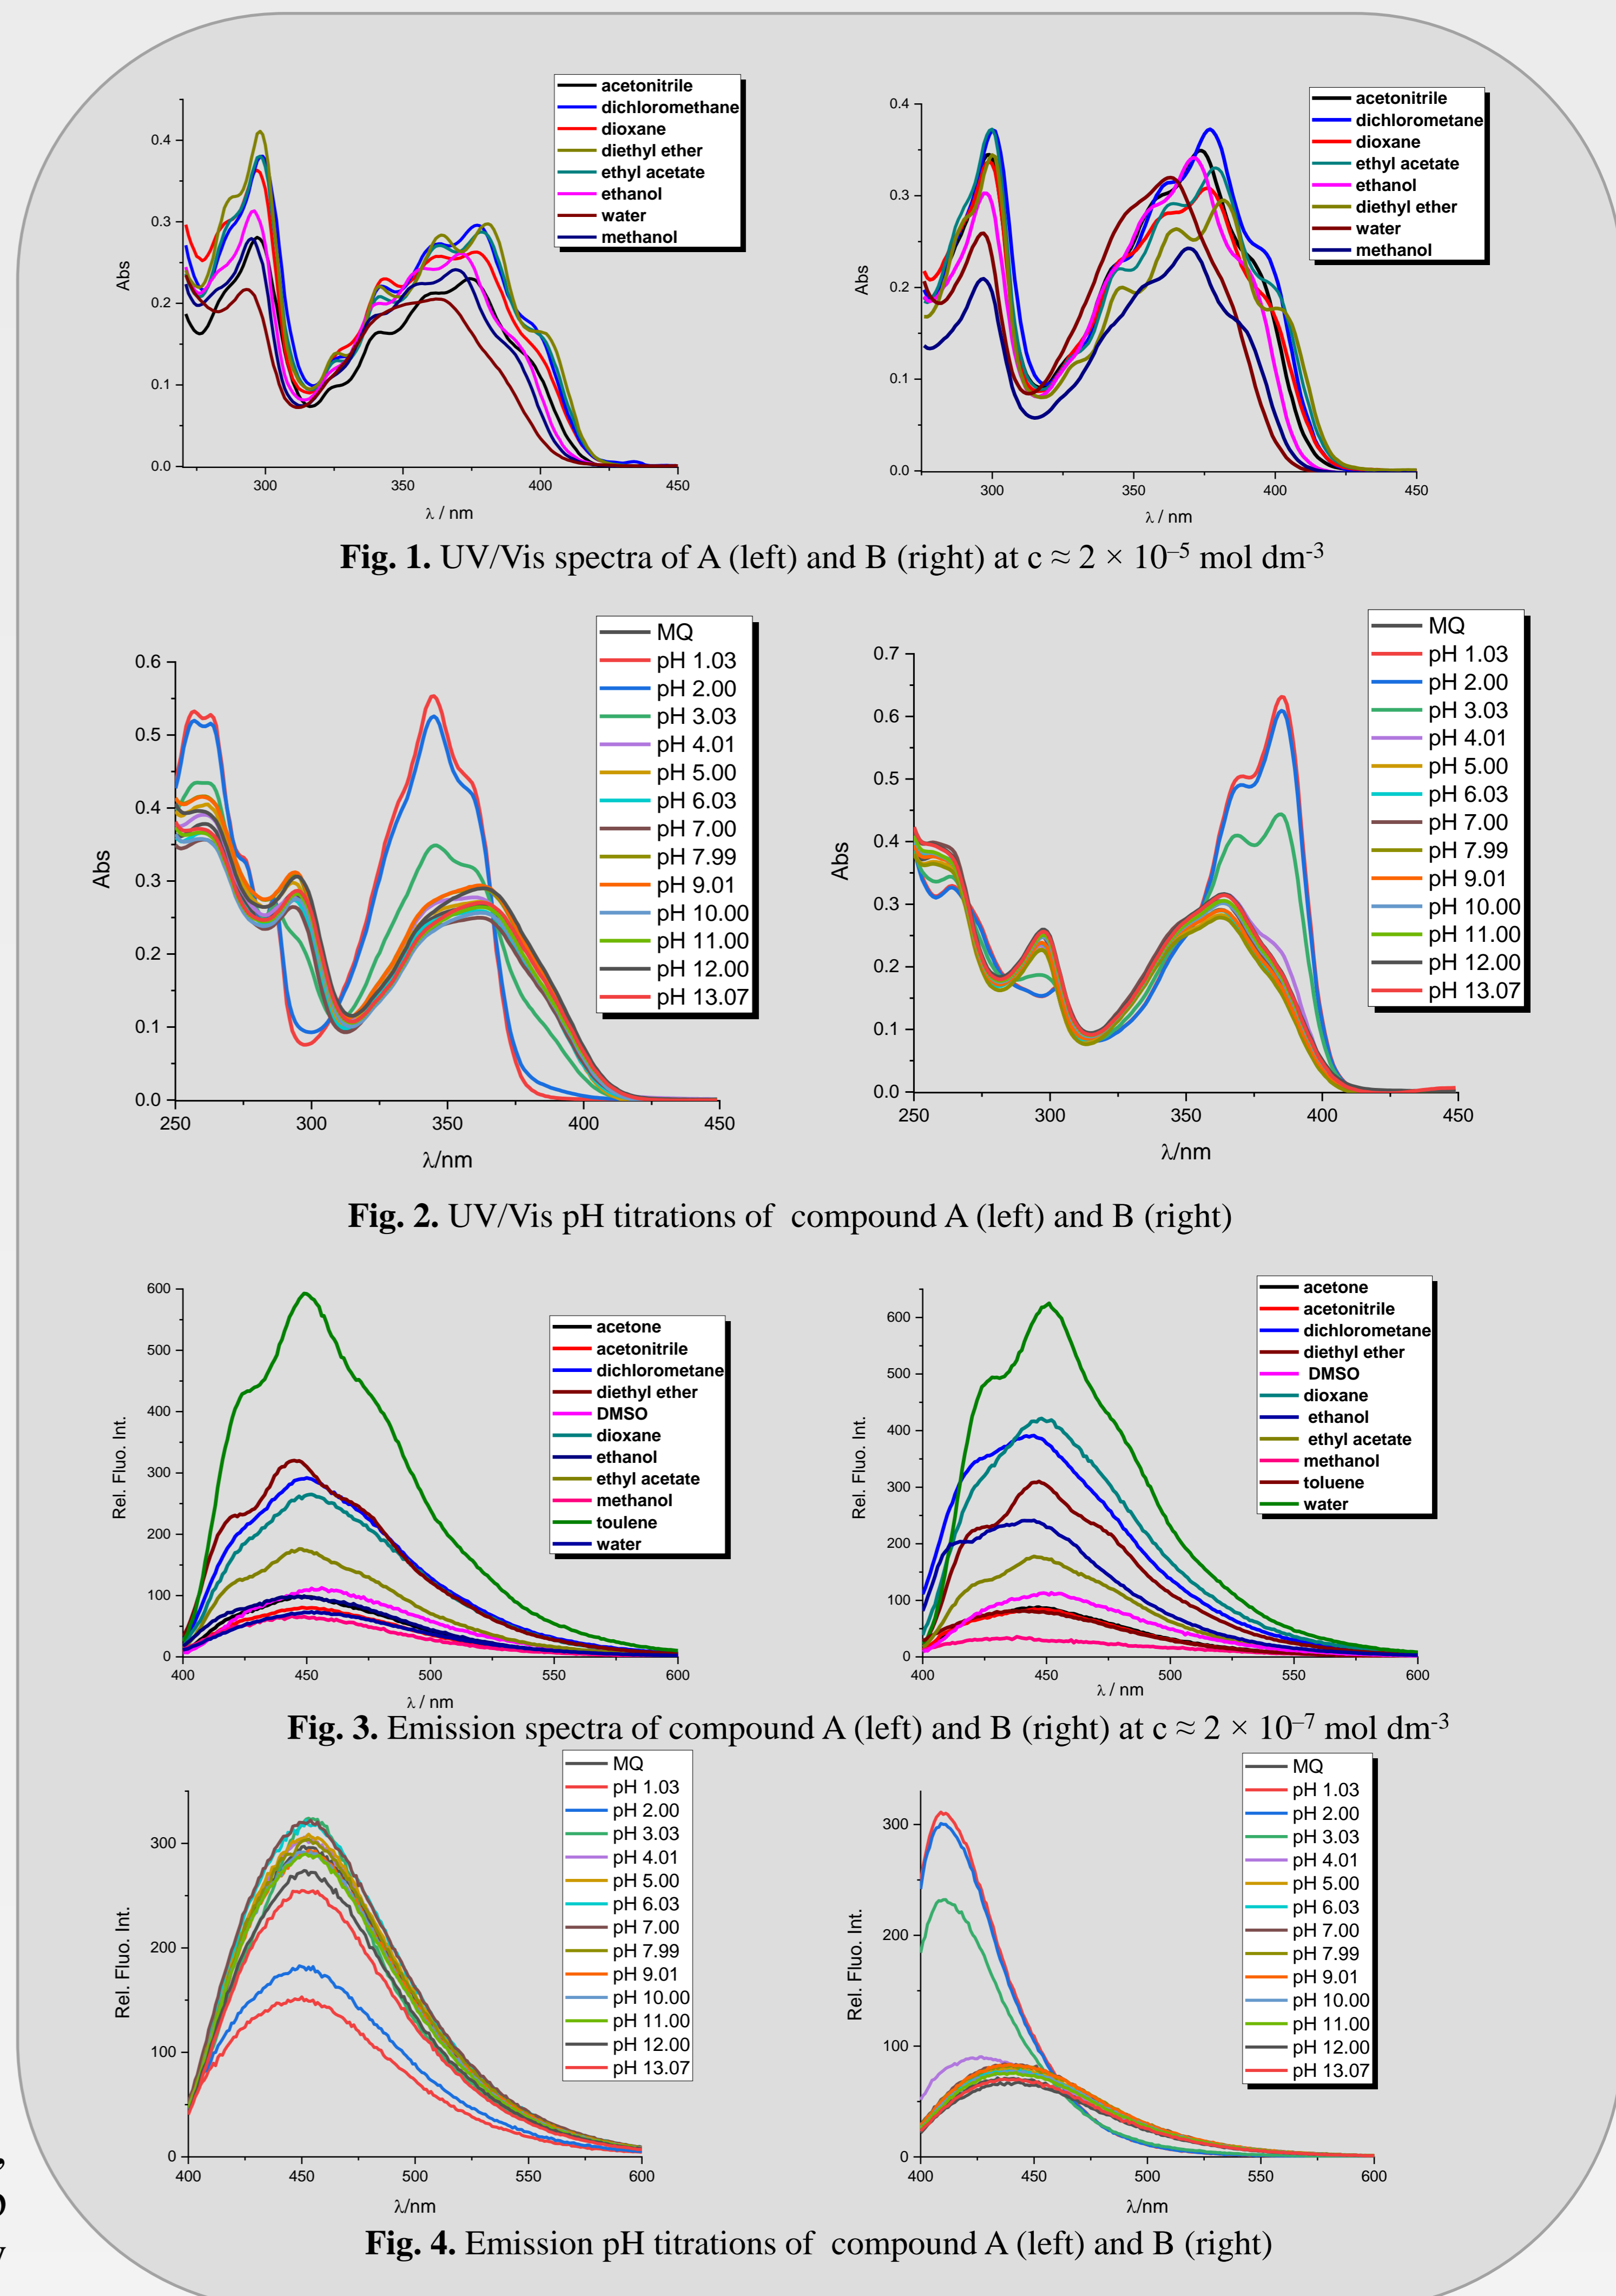 acetonitrile
dichloromethane
dioxane
diethyl ether
ethyl acetate
ethanol
water
methanol
Abs
0.4
0.3
0.2
0.1
0.0
300
350
400
450
λ / nm
acetonitrile
dichlorometane
dioxane
ethyl acetate
ethanol
diethyl ether
water
methanol
Abs
0.4
0.3
0.2
0.1
0.0
300
350
400
450
λ / nm
Fig. 1. UV/Vis spectra of A (left) and B (right) at c ≈ 2 × 10⁻⁵ mol dm⁻³
MQ
pH 1.03
pH 2.00
pH 3.03
pH 4.01
pH 5.00
pH 6.03
pH 7.00
pH 7.99
pH 9.01
pH 10.00
pH 11.00
pH 12.00
pH 13.07
Abs
0.6
0.5
0.4
0.3
0.2
0.1
0.0
250
300
350
400
450
λ/nm
MQ
pH 1.03
pH 2.00
pH 3.03
pH 4.01
pH 5.00
pH 6.03
pH 7.00
pH 7.99
pH 9.01
pH 10.00
pH 11.00
pH 12.00
pH 13.07
Abs
0.7
0.6
0.5
0.4
0.3
0.2
0.1
0.0
250
300
350
400
450
λ/nm
Fig. 2. UV/Vis pH titrations of compound A (left) and B (right)
acetone
acetonitrile
dichlorometane
diethyl ether
DMSO
dioxane
ethanol
ethyl acetate
methanol
toulene
water
Rel. Fluo. Int.
600
500
400
300
200
100
0
400
450
500
550
600
λ / nm
acetone
acetonitrile
dichlorometane
diethyl ether
DMSO
dioxane
ethanol
ethyl acetate
methanol
toluene
water
Rel. Fluo. Int.
600
500
400
300
200
100
0
400
450
500
550
600
λ / nm
Fig. 3. Emission spectra of compound A (left) and B (right) at c ≈ 2 × 10⁻⁷ mol dm⁻³
MQ
pH 1.03
pH 2.00
pH 3.03
pH 4.01
pH 5.00
pH 6.03
pH 7.00
pH 7.99
pH 9.01
pH 10.00
pH 11.00
pH 12.00
pH 13.07
Rel. Fluo. Int.
300
200
100
0
400
450
500
550
600
λ/nm
MQ
pH 1.03
pH 2.00
pH 3.03
pH 4.01
pH 5.00
pH 6.03
pH 7.00
pH 7.99
pH 9.01
pH 10.00
pH 11.00
pH 12.00
pH 13.07
Rel. Fluo. Int.
300
200
100
0
400
450
500
550
600
λ/nm
Fig. 4. Emission pH titrations of compound A (left) and B (right)